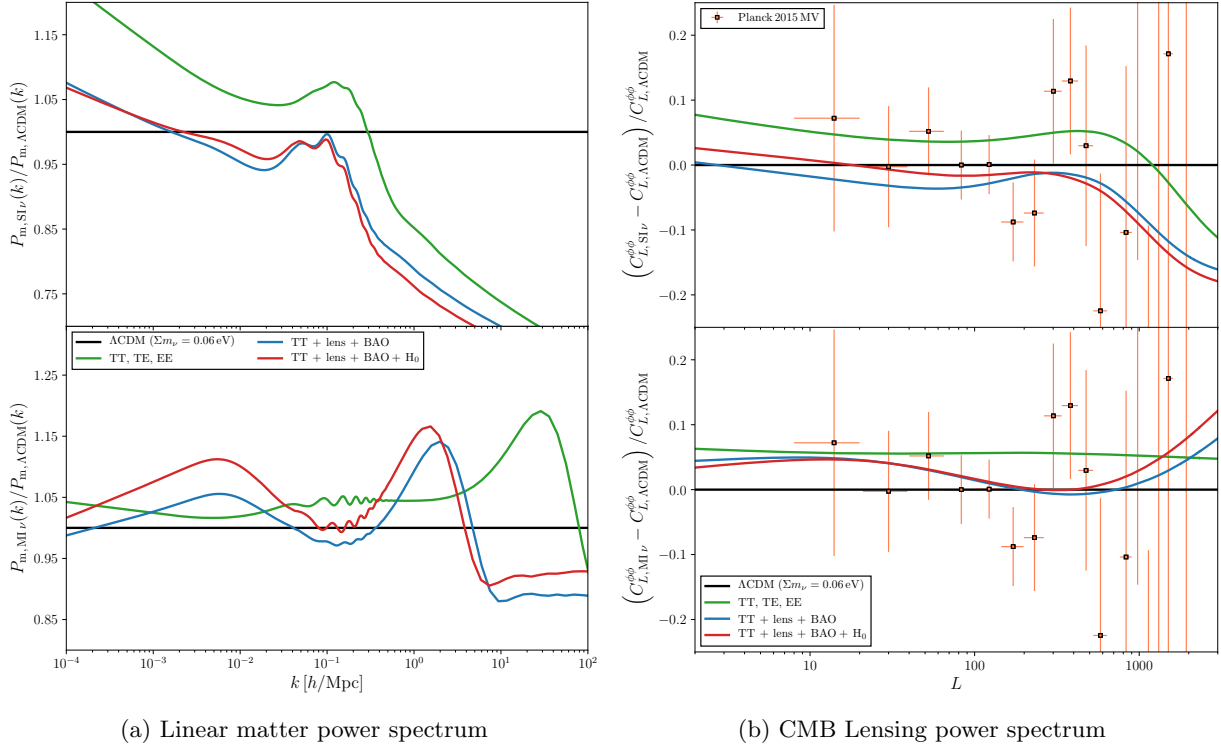 1.15
1.05
0.95
0.85
0.75
P_{m, SIν}(k)/P_{m, ΛCDM}(k)
ΛCDM (Σm_ν = 0.06 eV)
TT, TE, EE
TT + lens + BAO
TT + lens + BAO + H_0
1.25
1.15
1.05
0.95
0.85
P_{m, MIν}(k)/P_{m, ΛCDM}(k)
10^{−4}
10^{−3}
10^{−2}
10^{−1}
10^{0}
10^{1}
10^{2}
k [h/Mpc]
(a) Linear matter power spectrum
Planck 2015 MV
0.2
0.1
0.0
−0.1
−0.2
(C_{L, SIν}^{ϕϕ} − C_{L, ΛCDM}^{ϕϕ}) / C_{L, ΛCDM}^{ϕϕ}
0.2
0.1
0.0
−0.1
−0.2
(C_{L, MIν}^{ϕϕ} − C_{L, ΛCDM}^{ϕϕ}) / C_{L, ΛCDM}^{ϕϕ}
ΛCDM (Σm_ν = 0.06 eV)
TT, TE, EE
TT + lens + BAO
TT + lens + BAO + H_0
10
100
1000
L
(b) CMB Lensing power spectrum